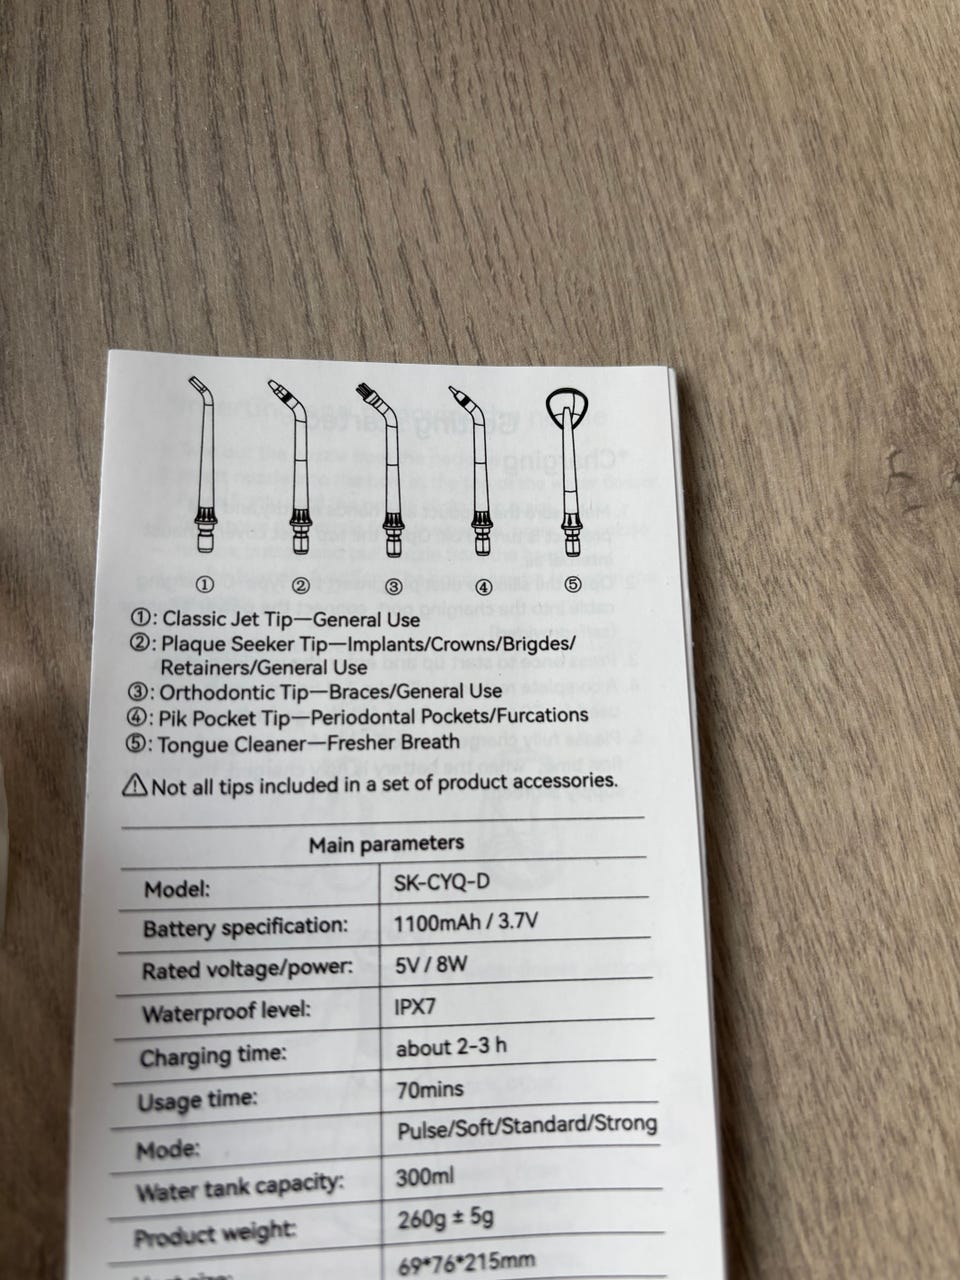 ① ② ③ ④ ⑤
①: Classic Jet Tip—General Use
②: Plaque Seeker Tip—Implants/Crowns/Brigdes/
Retainers/General Use
③: Orthodontic Tip—Braces/General Use
④: Pik Pocket Tip—Periodontal Pockets/Furcations
⑤: Tongue Cleaner—Fresher Breath
⚠Not all tips included in a set of product accessories.
Main parameters
Model: SK-CYQ-D
Battery specification: 1100mAh / 3.7V
Rated voltage/power: 5V / 8W
Waterproof level: IPX7
Charging time: about 2-3 h
Usage time: 70mins
Mode: Pulse/Soft/Standard/Strong
Water tank capacity: 300ml
Product weight: 260g ± 5g
69*76*215mm